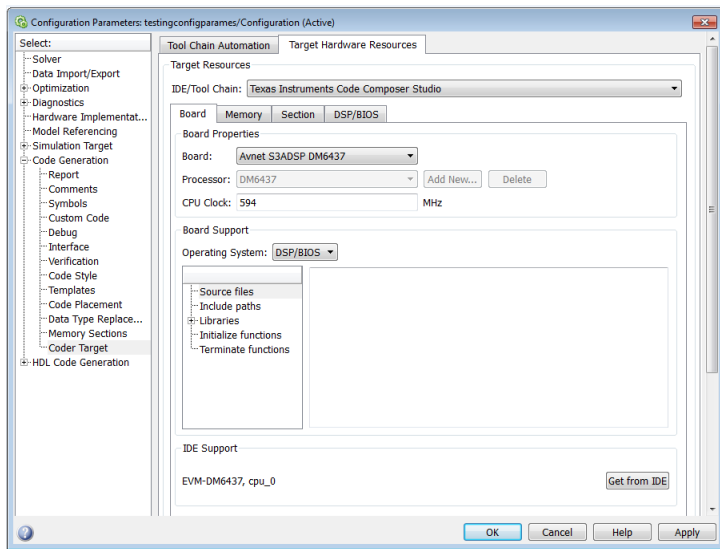 Configuration Parameters: testingconfigparames/Configuration (Active)
Select:
Solver
Data Import/Export
Optimization
Diagnostics
Hardware Implementat...
Model Referencing
Simulation Target
Code Generation
Report
Comments
Symbols
Custom Code
Debug
Interface
Verification
Code Style
Templates
Code Placement
Data Type Replace...
Memory Sections
Coder Target
HDL Code Generation
Tool Chain Automation Target Hardware Resources
Target Resources
IDE/Tool Chain: Texas Instruments Code Composer Studio
Board Memory Section DSP/BIOS
Board Properties
Board: Avnet S3ADSP DM6437
Processor: DM6437 Add New... Delete
CPU Clock: 594 MHz
Board Support
Operating System: DSP/BIOS
Source files
Include paths
Libraries
Initialize functions
Terminate functions
IDE Support
EVM-DM6437, cpu_0 Get from IDE
OK Cancel Help Apply